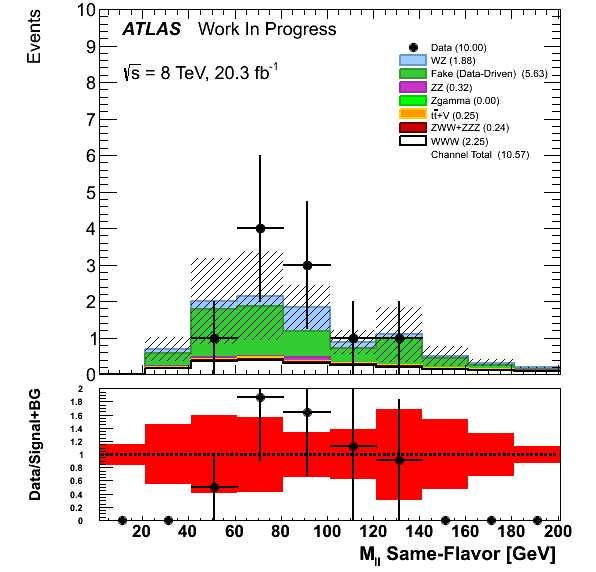 Events
10
9
8
7
6
5
4
3
2
1
0
ATLAS Work In Progress
√s = 8 TeV, 20.3 fb-1
Data (10.00)
WZ (1.88)
Fake (Data-Driven) (5.63)
ZZ (0.32)
Zgamma (0.00)
tt̄+V (0.25)
ZWW+ZZZ (0.24)
WWW (2.25)
Channel Total (10.57)
Data/Signal+BG
2
1.8
1.6
1.4
1.2
1
0.8
0.6
0.4
0.2
0
20 40 60 80 100 120 140 160 180 200
Mll Same-Flavor [GeV]